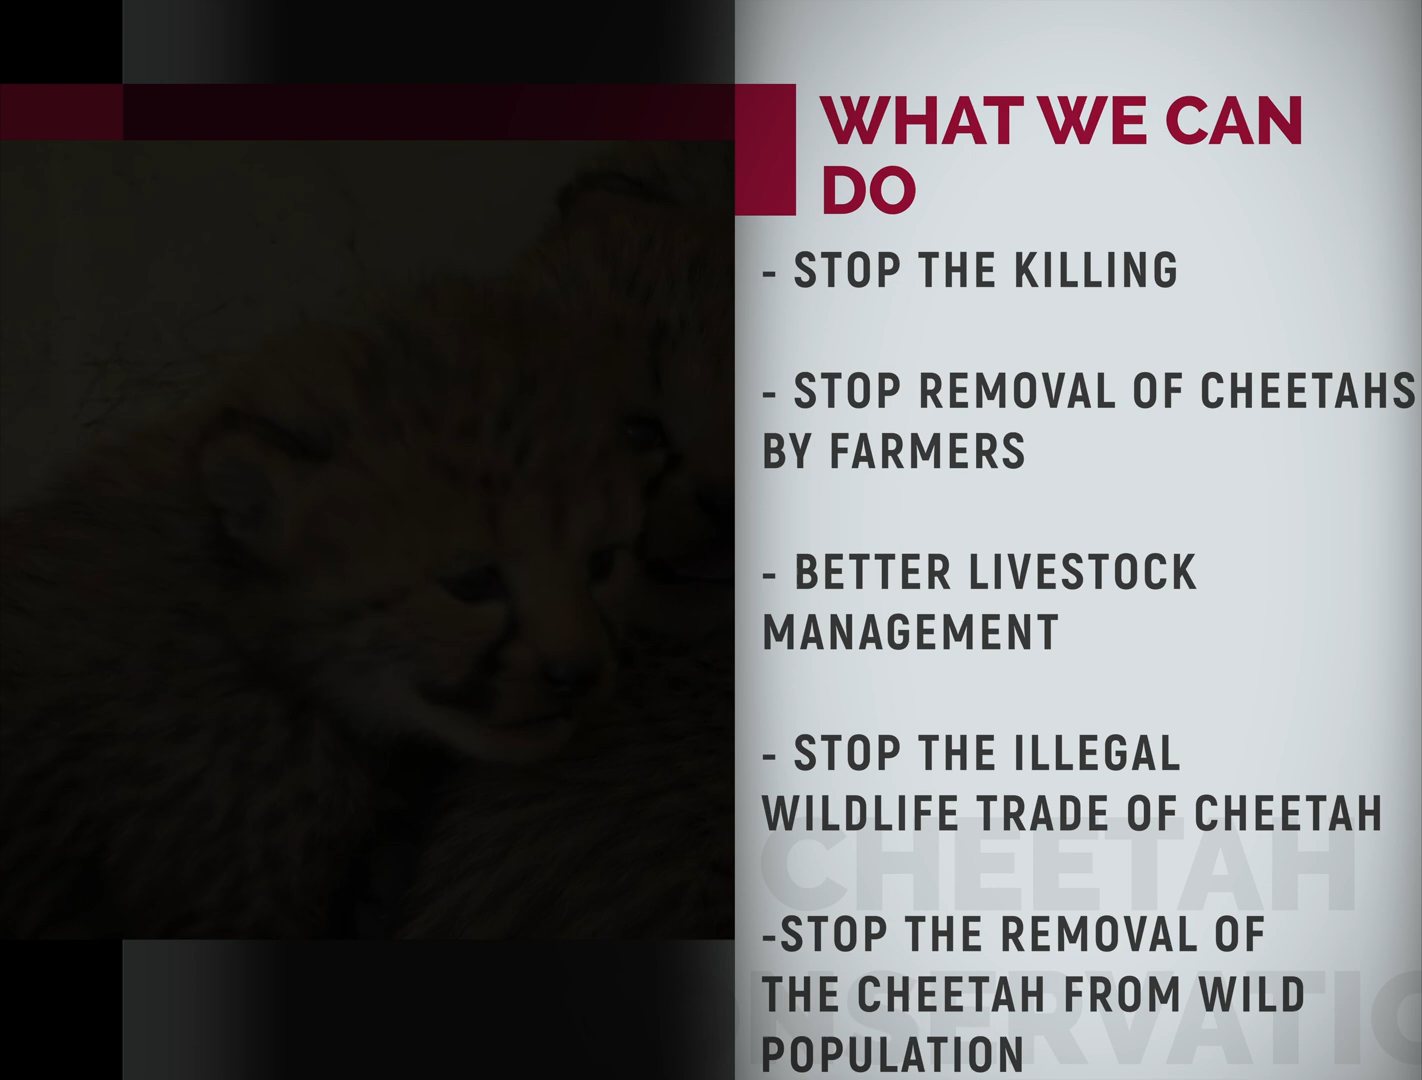 WHAT WE CAN
DO
- STOP THE KILLING
- STOP REMOVAL OF CHEETAHS
BY FARMERS
- BETTER LIVESTOCK
MANAGEMENT
- STOP THE ILLEGAL
WILDLIFE TRADE OF CHEETAH
CHEETAH
-STOP THE REMOVAL OF
THE CHEETAH FROM WILD
NSERVATIO
POPULATION